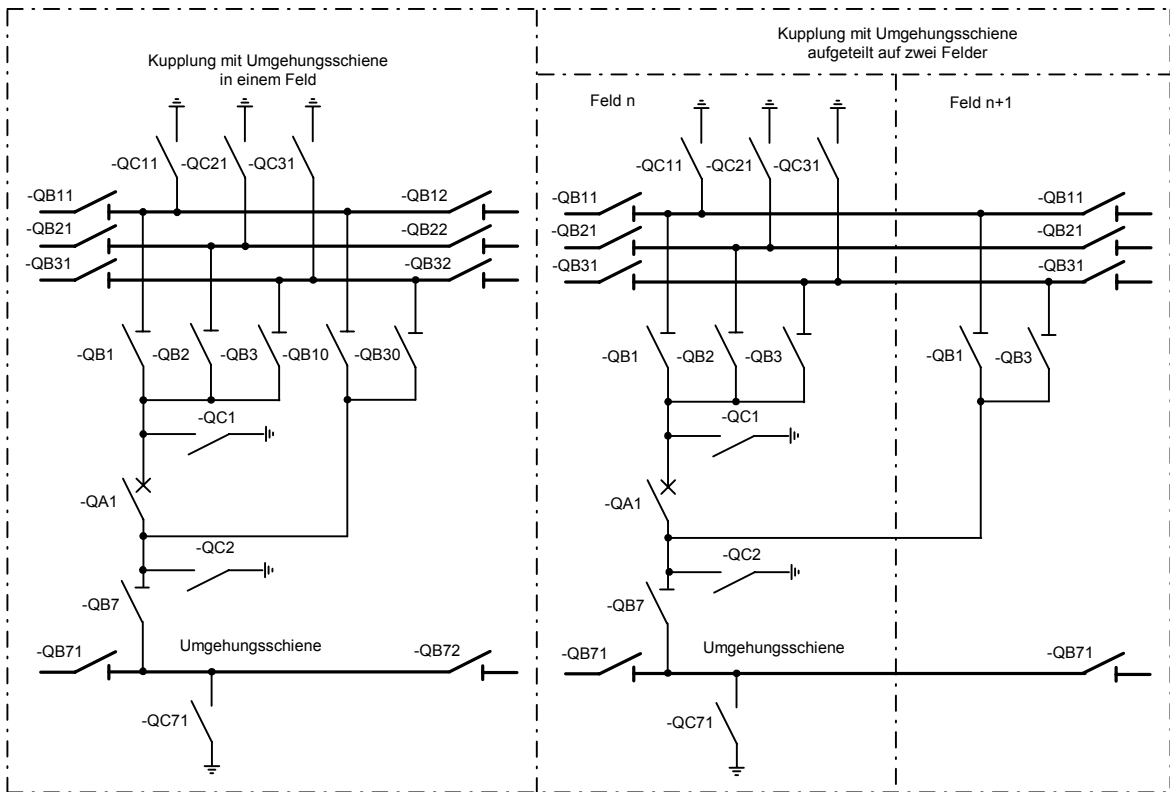 Kupplung mit Umgehungsschiene
in einem Feld
-QC11
-QC21
-QC31
-QB11
-QB12
-QB21
-QB22
-QB31
-QB32
-QB1
-QB2
-QB3
-QB10
-QB30
-QC1
-QA1
-QC2
-QB7
-QB71
Umgehungsschiene
-QB72
-QC71
Kupplung mit Umgehungsschiene
aufgeteilt auf zwei Felder
Feld n
Feld n+1
-QC11
-QC21
-QC31
-QB11
-QB11
-QB21
-QB21
-QB31
-QB31
-QB1
-QB2
-QB3
-QB1
-QB3
-QC1
-QA1
-QC2
-QB7
-QB71
Umgehungsschiene
-QB71
-QC71